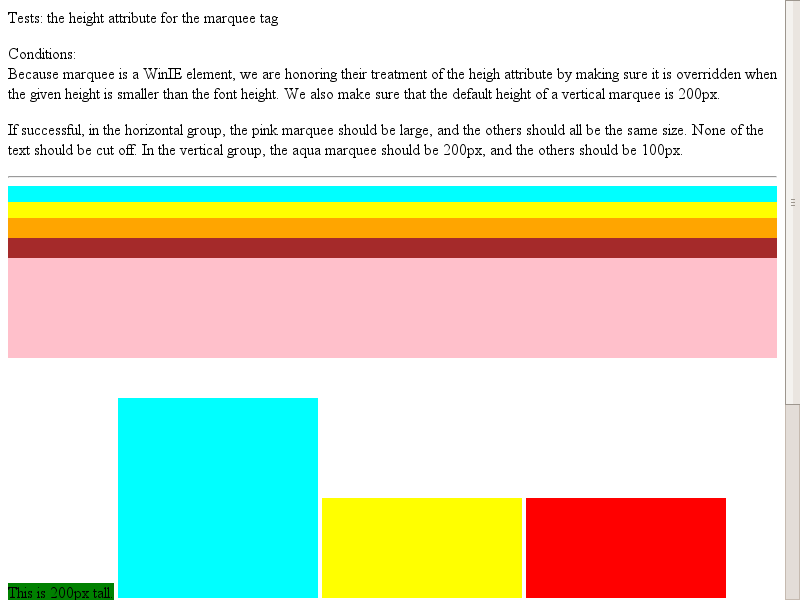 Tests: the height attribute for the marquee tag
Conditions:
Because marquee is a WinIE element, we are honoring their treatment of the heigh attribute by making sure it is overridden when
the given height is smaller than the font height. We also make sure that the default height of a vertical marquee is 200px.
If successful, in the horizontal group, the pink marquee should be large, and the others should all be the same size. None of the
text should be cut off. In the vertical group, the aqua marquee should be 200px, and the others should be 100px.
This is 200px tall